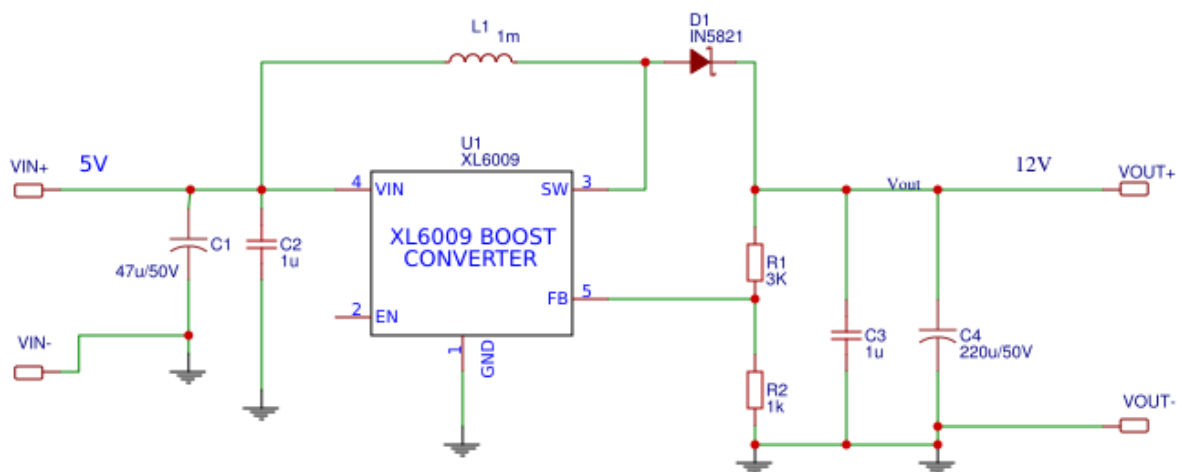 L1
1m
D1
IN5821
U1
XL6009
VIN+
5V
12V
VOUT+
4
VIN
SW
3
Vout
C1
47u/50V
C2
1u
XL6009 BOOST
CONVERTER
R1
3K
FB
5
2
EN
VIN-
1
GND
C3
1u
C4
220u/50V
R2
1k
VOUT-